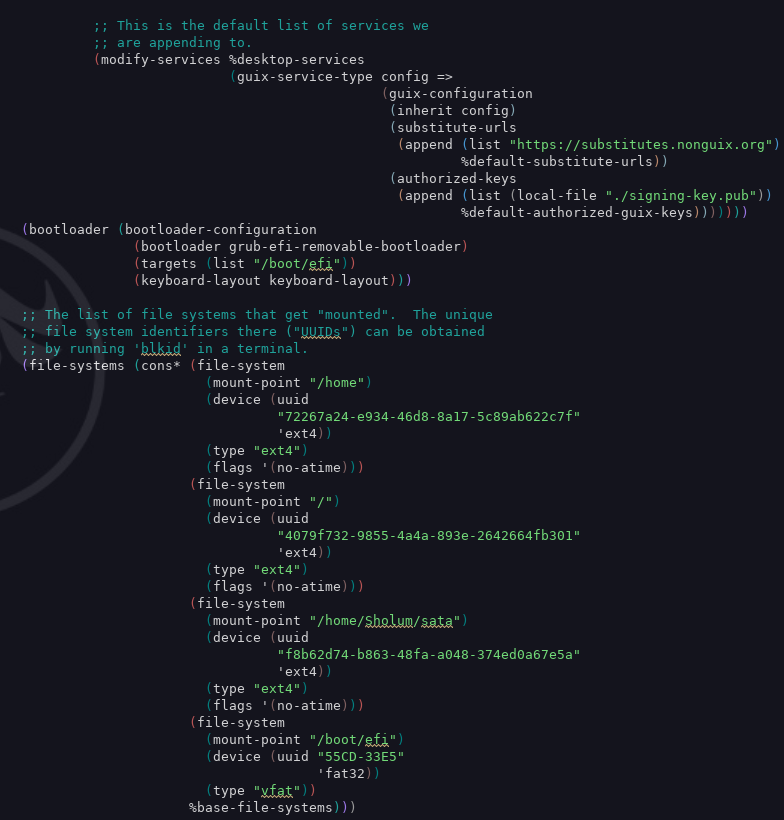 ;; This is the default list of services we
;; are appending to.
(modify-services %desktop-services
(guix-service-type config =>
(guix-configuration
(inherit config)
(substitute-urls
(append (list "https://substitutes.nonguix.org")
%default-substitute-urls))
(authorized-keys
(append (list (local-file "./signing-key.pub"))
%default-authorized-guix-keys)))))))
(bootloader (bootloader-configuration
(bootloader grub-efi-removable-bootloader)
(targets (list "/boot/efi"))
(keyboard-layout keyboard-layout)))
;; The list of file systems that get "mounted".  The unique
;; file system identifiers there ("UUIDs") can be obtained
;; by running 'blkid' in a terminal.
(file-systems (cons* (file-system
(mount-point "/home")
(device (uuid
"72267a24-e934-46d8-8a17-5c89ab622c7f"
'ext4))
(type "ext4")
(flags '(no-atime)))
(file-system
(mount-point "/")
(device (uuid
"4079f732-9855-4a4a-893e-2642664fb301"
'ext4))
(type "ext4")
(flags '(no-atime)))
(file-system
(mount-point "/home/Sholum/sata")
(device (uuid
"f8b62d74-b863-48fa-a048-374ed0a67e5a"
'ext4))
(type "ext4")
(flags '(no-atime)))
(file-system
(mount-point "/boot/efi")
(device (uuid "55CD-33E5"
'fat32))
(type "vfat"))
%base-file-systems)))